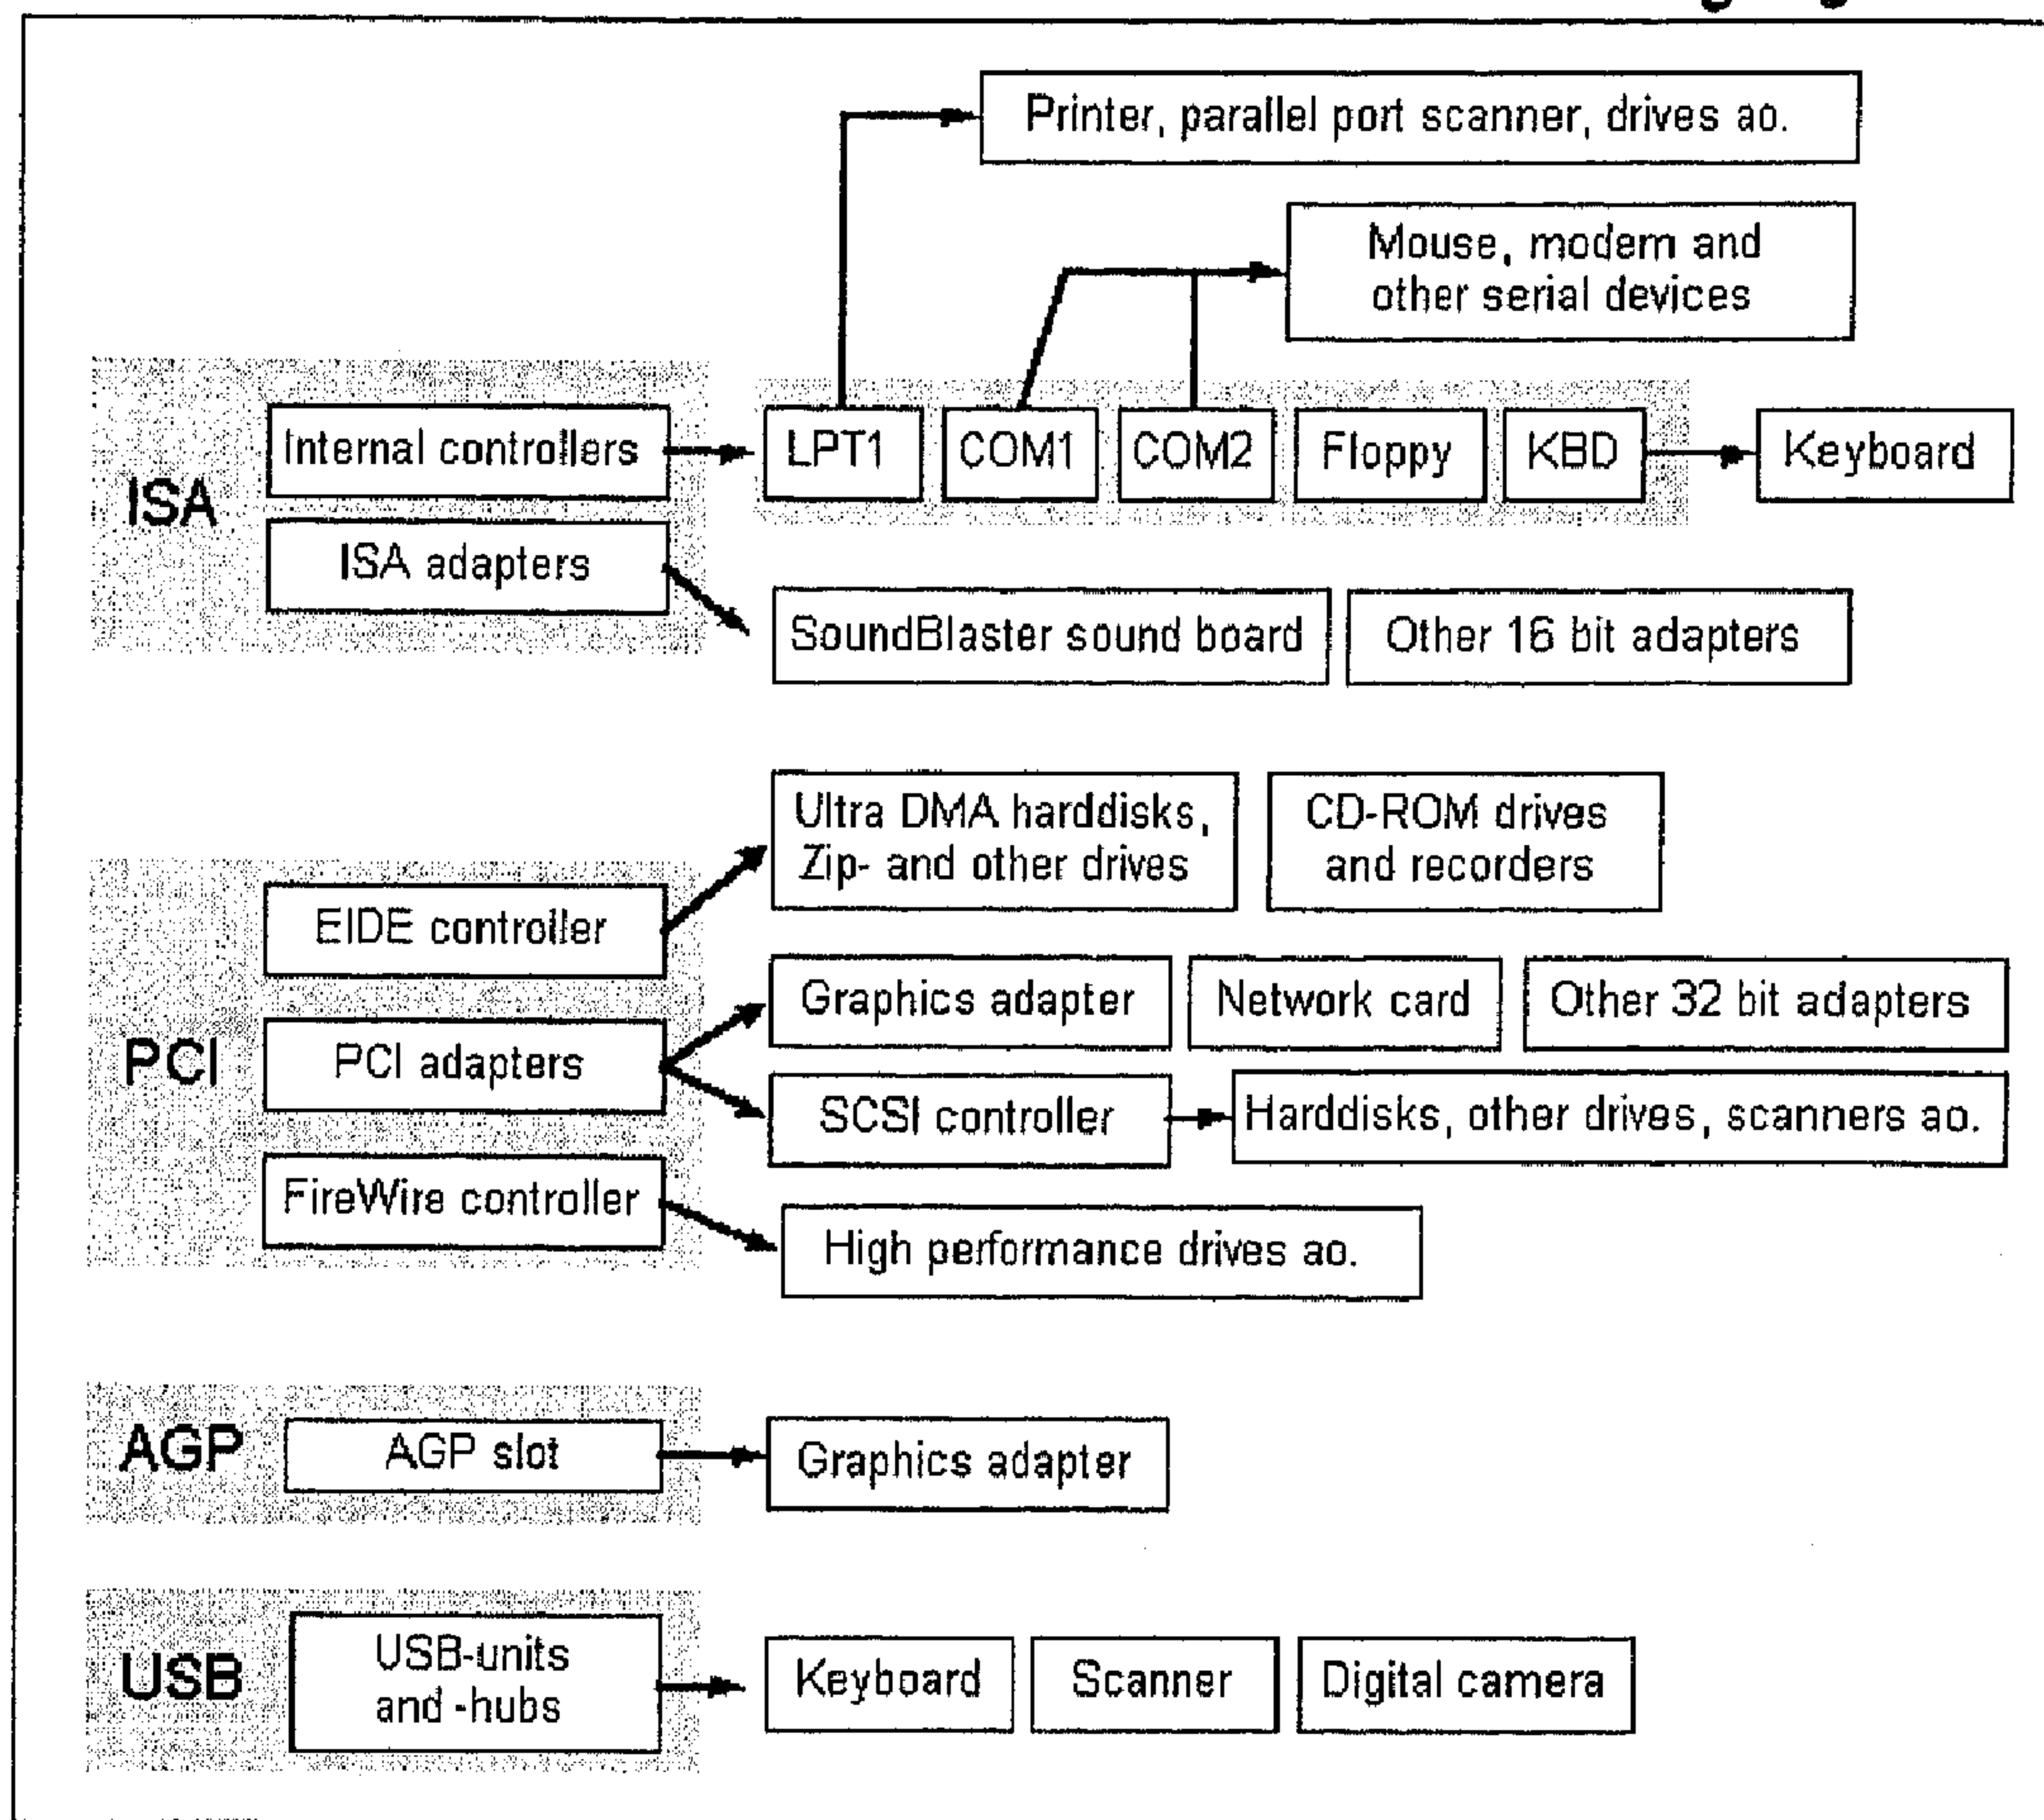 Printer, parallel port scanner, drives ao.
Mouse, modem and
other serial devices
ISA
Internal controllers
LPT1
COM1
COM2
Floppy
KBD
Keyboard
ISA adapters
SoundBlaster sound board
Other 16 bit adapters
Ultra DMA harddisks,
Zip- and other drives
CD-ROM drives
and recorders
PCI
EIDE controller
Graphics adapter
Network card
Other 32 bit adapters
PCI adapters
SCSI controller
Harddisks, other drives, scanners ao.
FireWire controller
High performance drives ao.
AGP
AGP slot
Graphics adapter
USB
USB-units
and -hubs
Keyboard
Scanner
Digital camera